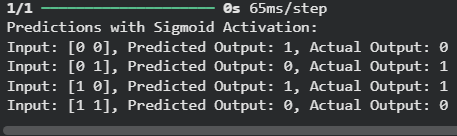 1/1 ━━━━━━━━━━━━━━━━━━━━ 0s 65ms/step
Predictions with Sigmoid Activation:
Input: [0 0], Predicted Output: 1, Actual Output: 0
Input: [0 1], Predicted Output: 0, Actual Output: 1
Input: [1 0], Predicted Output: 1, Actual Output: 1
Input: [1 1], Predicted Output: 0, Actual Output: 0